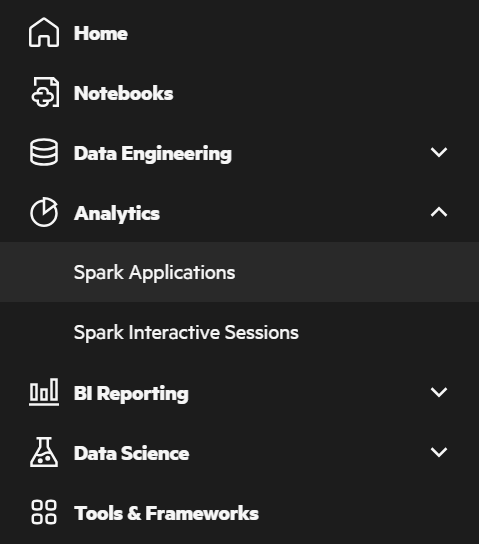 Home
Notebooks
Data Engineering
Analytics
Spark Applications
Spark Interactive Sessions
BI Reporting
Data Science
Tools & Frameworks